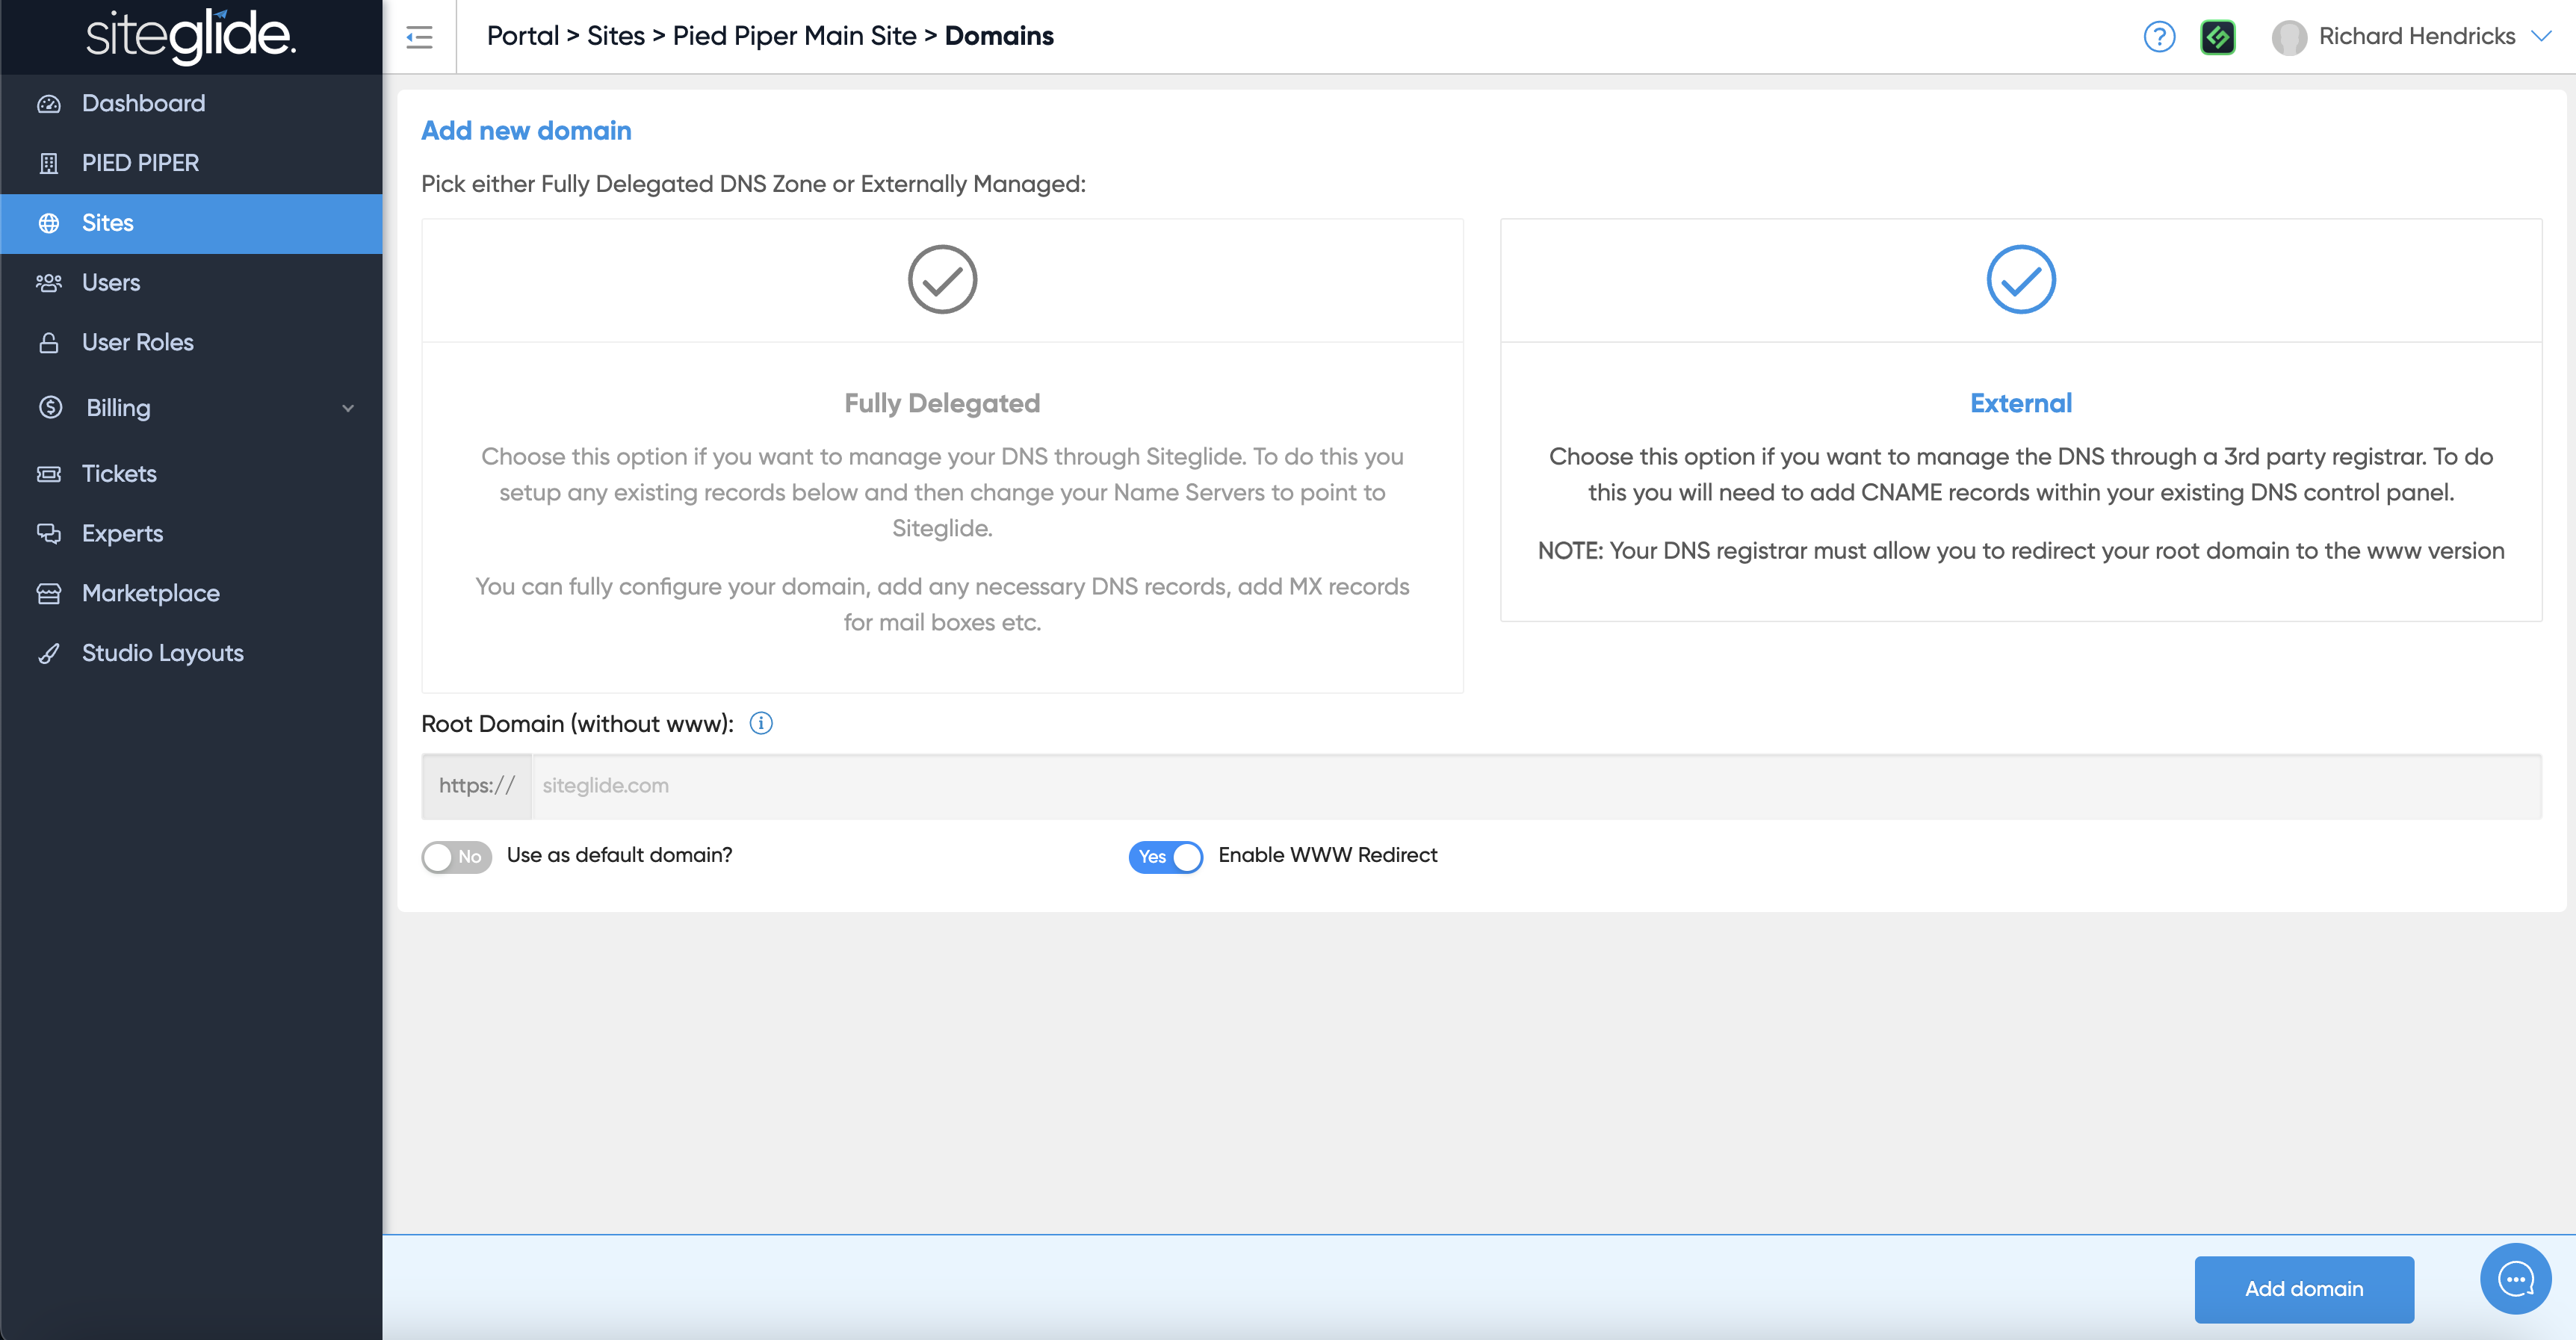 siteglide.
Portal > Sites > Pied Piper Main Site > Domains
?
Richard Hendricks
Dashboard
PIED PIPER
Sites
Users
User Roles
Billing
Tickets
Experts
Marketplace
Studio Layouts
Add new domain
Pick either Fully Delegated DNS Zone or Externally Managed:
Fully Delegated
Choose this option if you want to manage your DNS through Siteglide. To do this you
setup any existing records below and then change your Name Servers to point to
Siteglide.
You can fully configure your domain, add any necessary DNS records, add MX records
for mail boxes etc.
External
Choose this option if you want to manage the DNS through a 3rd party registrar. To do
this you will need to add CNAME records within your existing DNS control panel.
NOTE: Your DNS registrar must allow you to redirect your root domain to the www version
Root Domain (without www): i
https:// siteglide.com
No Use as default domain?
Yes Enable WWW Redirect
Add domain